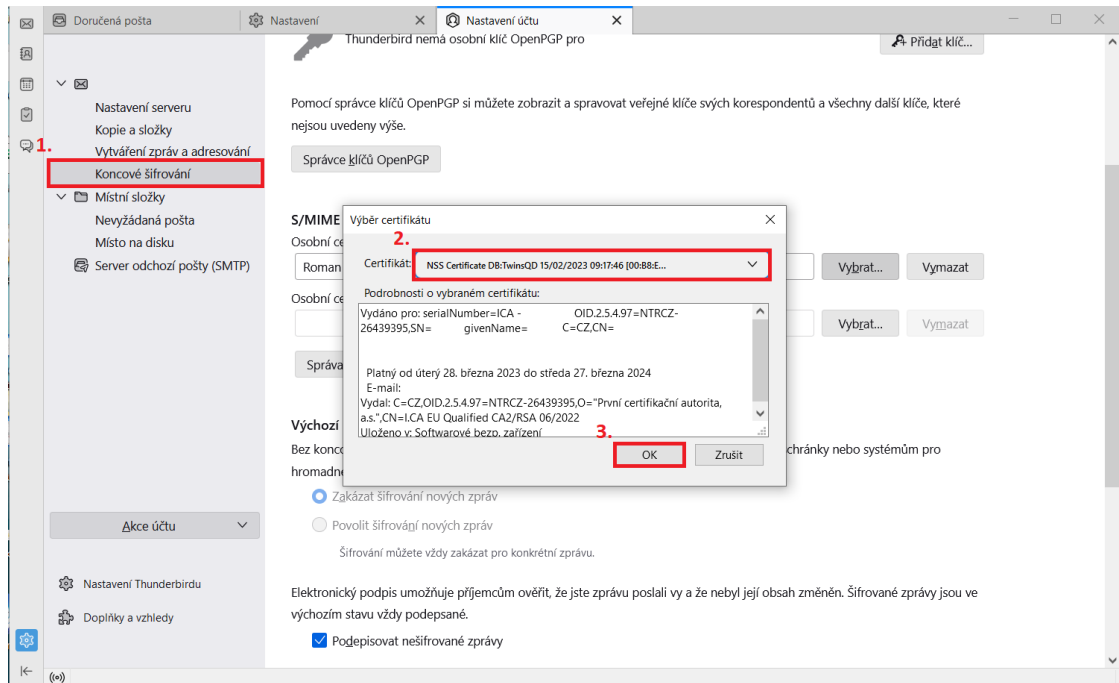 Doručená pošta
Nastavení
Nastavení účtu
Thunderbird nemá osobní klíč OpenPGP pro
Přidat klíč...
Nastavení serveru
Kopie a složky
1.
Vytváření zpráv a adresování
Koncové šifrování
Místní složky
Nevyžádaná pošta
Místo na disku
Server odchozí pošty (SMTP)
Akce účtu
Nastavení Thunderbirdu
Doplňky a vzhledy
Pomocí správce klíčů OpenPGP si můžete zobrazit a spravovat veřejné klíče svých korespondentů a všechny další klíče, které
nejsou uvedeny výše.
Správce klíčů OpenPGP
S/MIME
Osobní ce
Roman
Vybrat...
Vymazat
Osobní ce
Vybrat...
Vymazat
Správa
Výběr certifikátu
2.
Certifikát:
NSS Certificate DB:TwinsQD 15/02/2023 09:17:46 [00:B8:E...
Podrobnosti o vybraném certifikátu:
Vydáno pro: serialNumber=ICA - OID.2.5.4.97=NTRCZ-
26439395,SN= givenName= C=CZ,CN=
Platný od úterý 28. března 2023 do středa 27. března 2024
E-mail:
Vydal: C=CZ,OID.2.5.4.97=NTRCZ-26439395,O="První certifikační autorita,
a.s.",CN=I.CA EU Qualified CA2/RSA 06/2022
Uloženo v: Softwarové bezp. zařízení
3.
OK
Zrušit
Výchozí
Bez konco
chránky nebo systémům pro
hromadne
Zakázat šifrování nových zpráv
Povolit šifrování nových zpráv
Šifrování můžete vždy zakázat pro konkrétní zprávu.
Elektronický podpis umožňuje příjemcům ověřit, že jste zprávu poslali vy a že nebyl její obsah změněn. Šifrované zprávy jsou ve
výchozím stavu vždy podepsané.
Podepisovat nešifrované zprávy